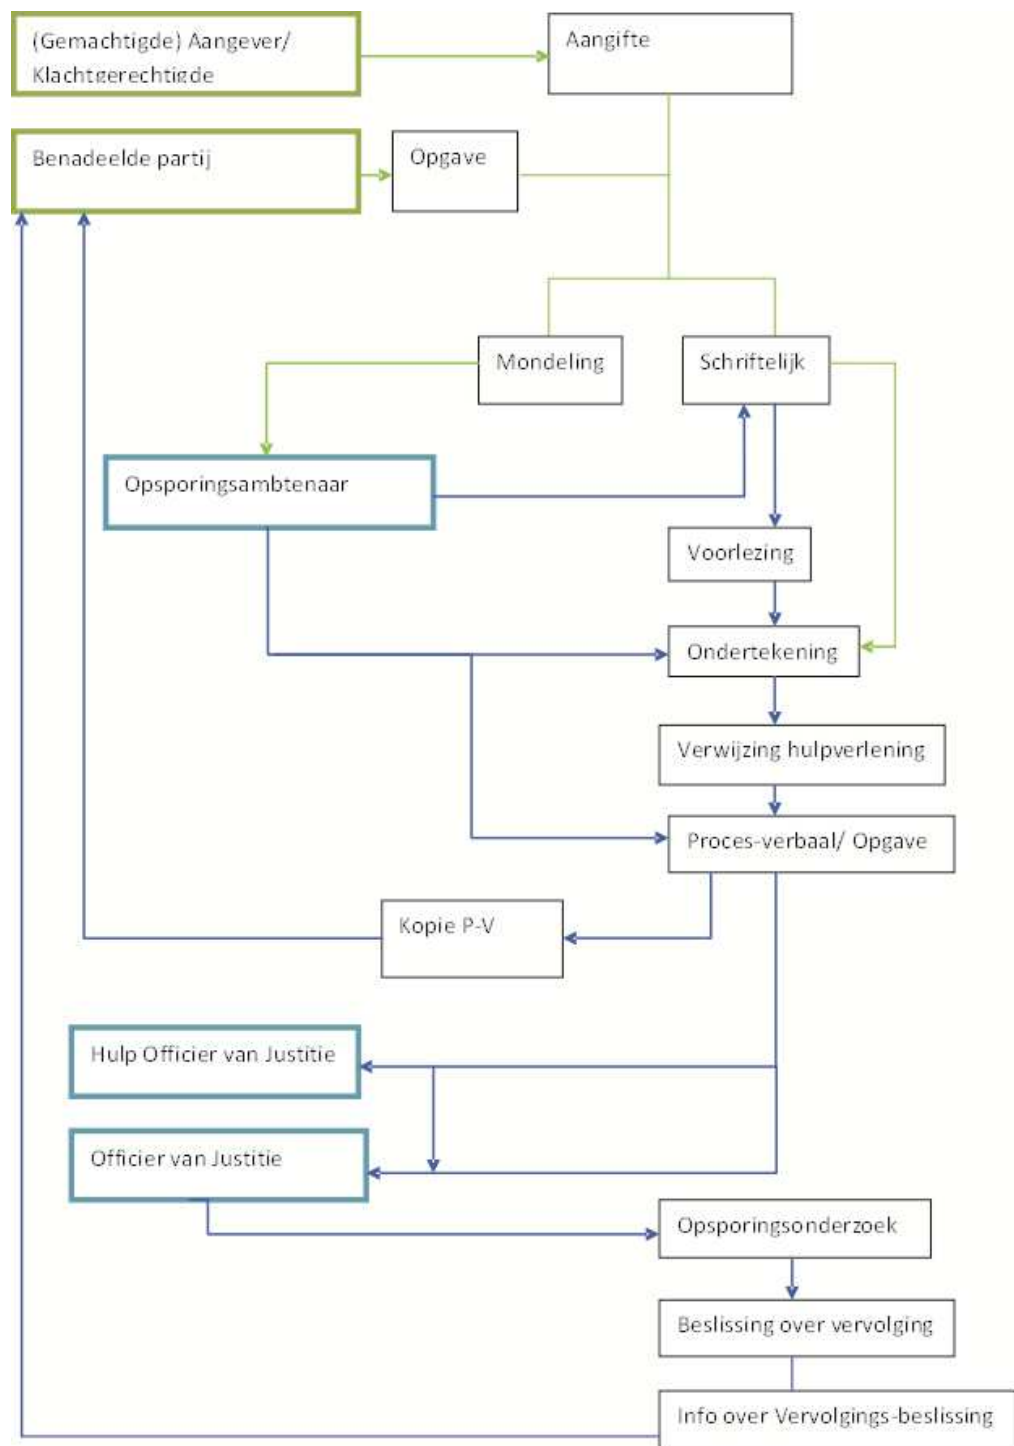 (Gemachtigde) Aangever/
Klachtgerechtigde
Aangifte
Benadeelde partij
Opgave
Mondeling
Schriftelijk
Opsporingsambtenaar
Voorlezing
Ondertekening
Verwijzing hulpverlening
Proces-verbaal/ Opgave
Kopie P-V
Hulp Officier van Justitie
Officier van Justitie
Opsporingsonderzoek
Beslissing over vervolging
Info over Vervolgings-beslissing